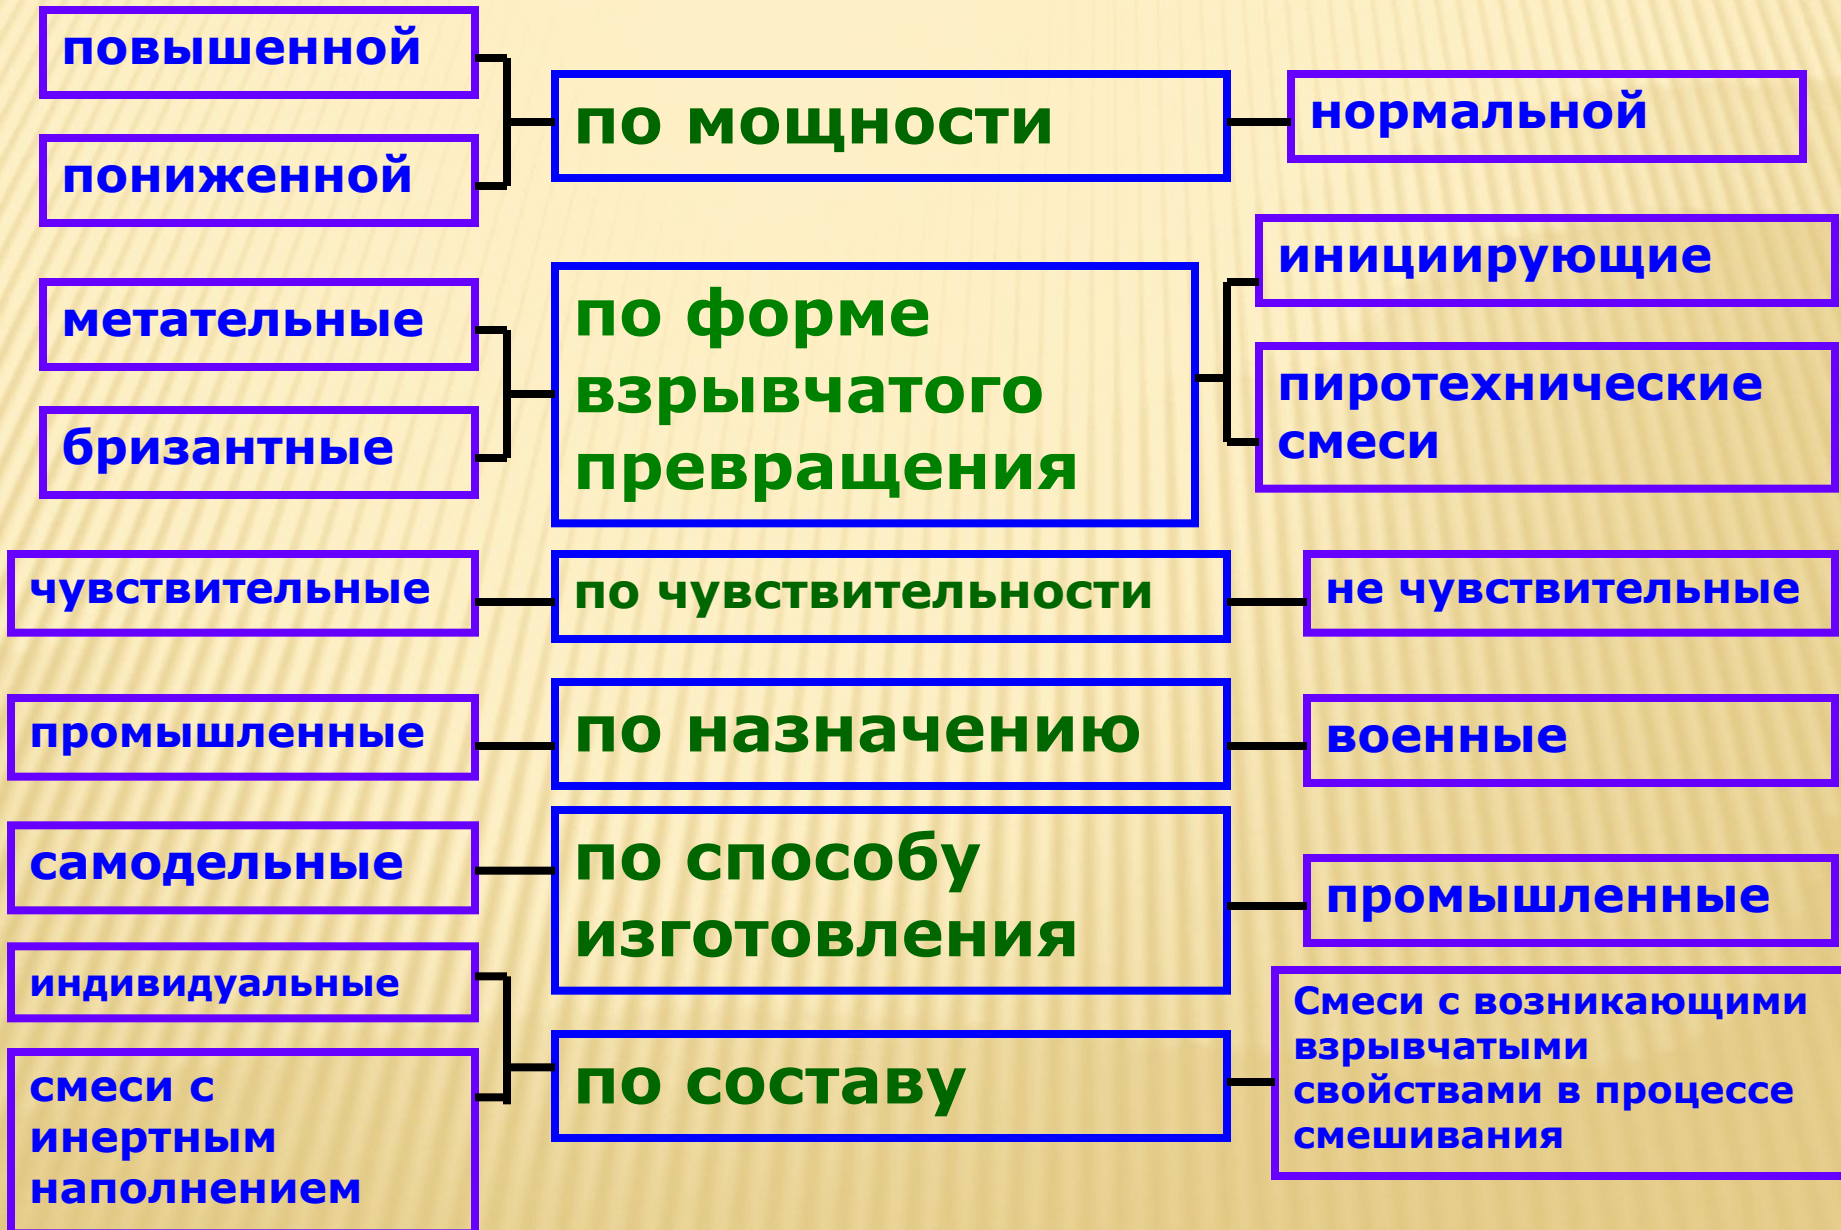 повышенной
пониженной
по мощности
нормальной
метательные
бризантные
по форме
взрывчатого
превращения
инициирующие
пиротехнические
смеси
чувствительные
по чувствительности
не чувствительные
промышленные
по назначению
военные
самодельные
по способу
изготовления
промышленные
индивидуальные
смеси с
инертным
наполнением
по составу
Смеси с возникающими
взрывчатыми
свойствами в процессе
смешивания